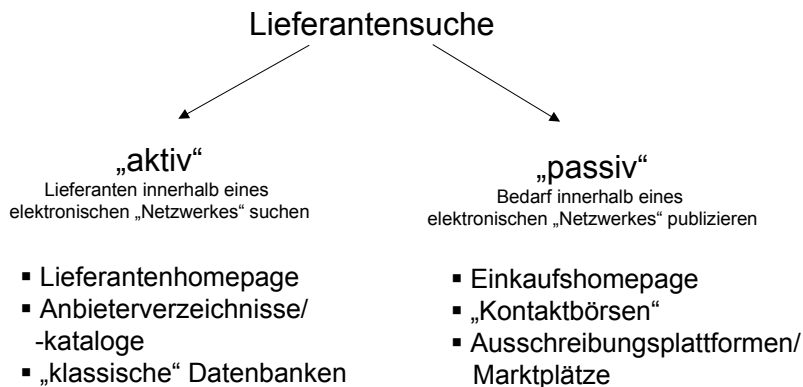 Lieferantensuche
„aktiv“
Lieferanten innerhalb eines
elektronischen „Netzwerkes“ suchen
▪ Lieferantenhomepage
▪ Anbieterverzeichnisse/
-kataloge
▪ „klassische“ Datenbanken
„passiv“
Bedarf innerhalb eines
elektronischen „Netzwerkes“ publizieren
▪ Einkaufshomepage
▪ „Kontaktbörsen“
▪ Ausschreibungsplattformen/
Marktplätze